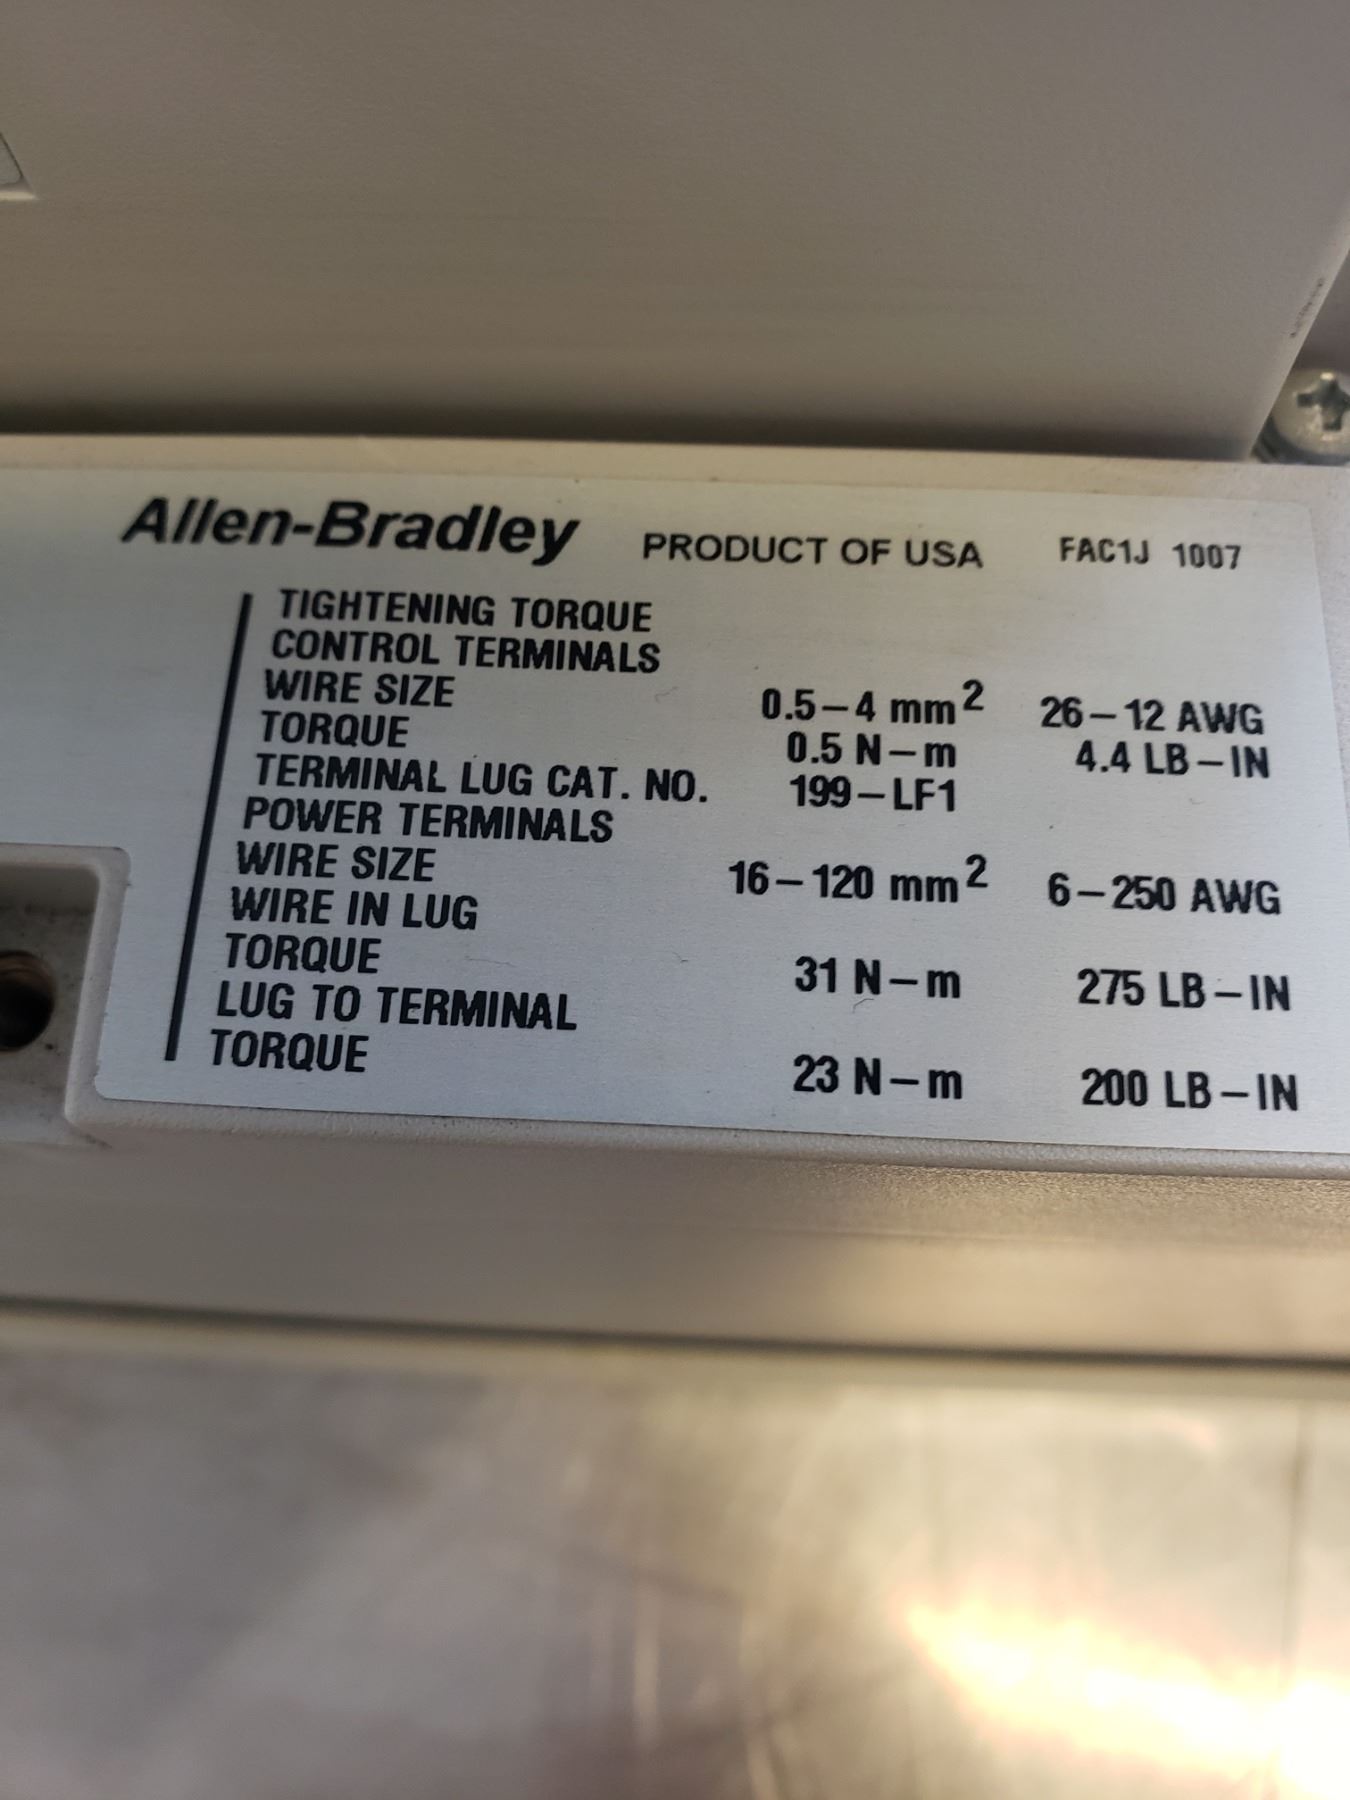 Allen-Bradley PRODUCT OF USA FAC1J 1007
TIGHTENING TORQUE
CONTROL TERMINALS
WIRE SIZE 0.5–4 mm² 26–12 AWG
TORQUE 0.5 N–m 4.4 LB–IN
TERMINAL LUG CAT. NO. 199–LF1
POWER TERMINALS
WIRE SIZE 16–120 mm² 6–250 AWG
WIRE IN LUG
TORQUE 31 N–m 275 LB–IN
LUG TO TERMINAL
TORQUE 23 N–m 200 LB–IN